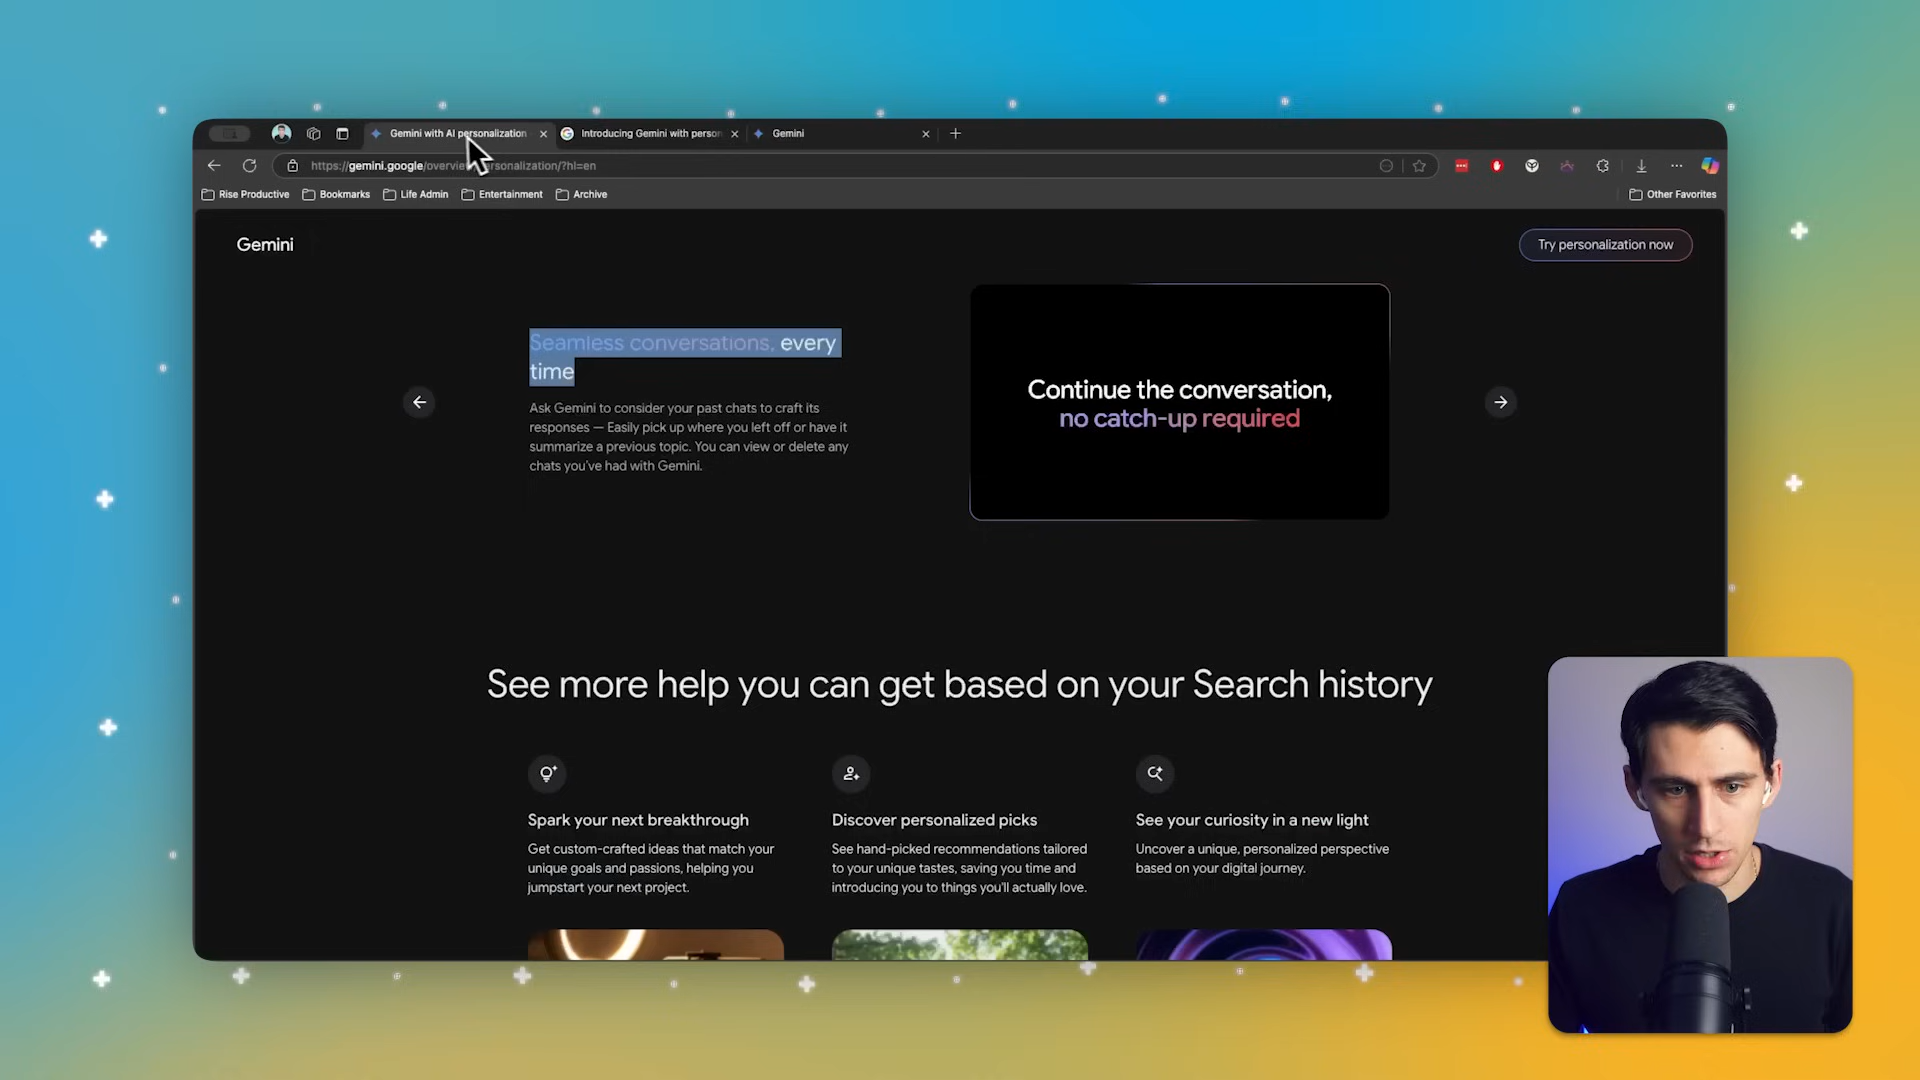 Gemini with AI personalization
Introducing Gemini with person
Gemini
https://gemini.google/overvie personalization/?hl=en
Rise Productive
Bookmarks
Life Admin
Entertainment
Archive
Other Favorites
Gemini
Try personalization now
Seamless conversations, every
time
Ask Gemini to consider your past chats to craft its
responses — Easily pick up where you left off or have it
summarize a previous topic. You can view or delete any
chats you've had with Gemini.
Continue the conversation,
no catch-up required
See more help you can get based on your Search history
Spark your next breakthrough
Get custom-crafted ideas that match your
unique goals and passions, helping you
jumpstart your next project.
Discover personalized picks
See hand-picked recommendations tailored
to your unique tastes, saving you time and
introducing you to things you'll actually love.
See your curiosity in a new light
Uncover a unique, personalized perspective
based on your digital journey.